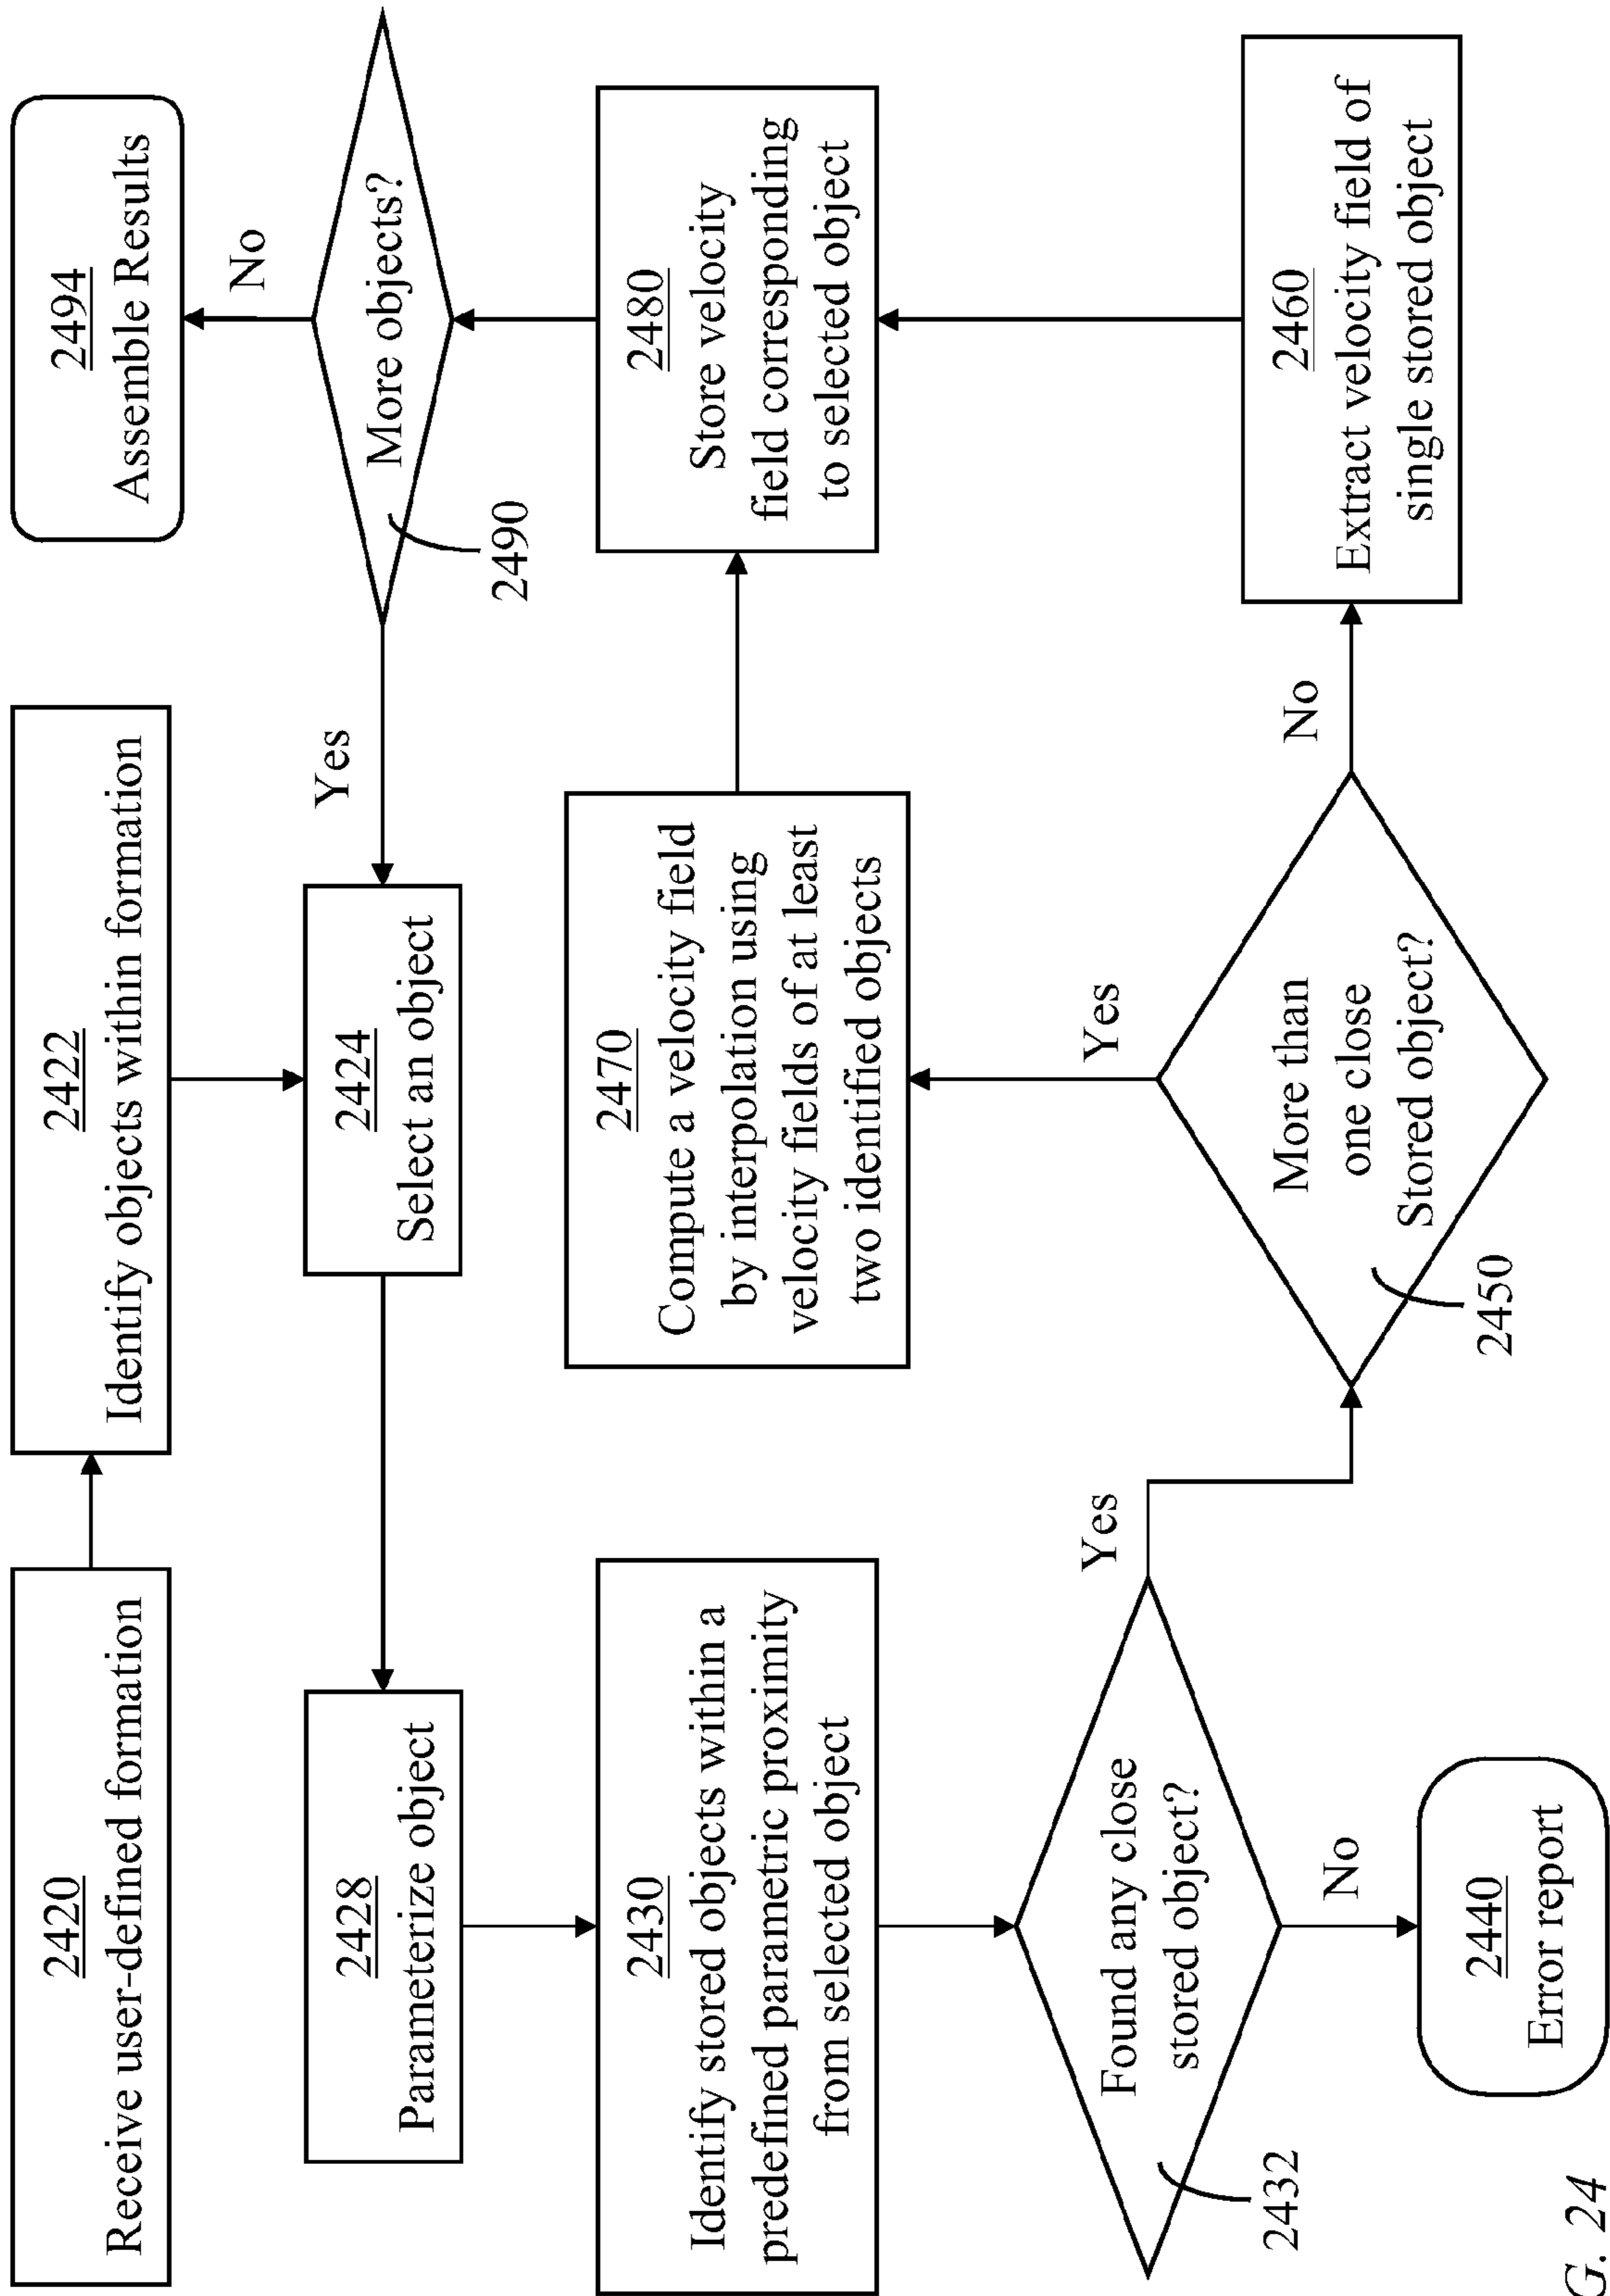 2420
Receive user-defined formation
2422
Identify objects within formation
2494
Assemble Results
2428
Parameterize object
2424
Select an object
Yes
More objects?
No
2490
2430
Identify stored objects within a
predefined parametric proximity
from selected object
2470
Compute a velocity field
by interpolation using
velocity fields of at least
two identified objects
2480
Store velocity
field corresponding
to selected object
Found any close
stored object?
2432
Yes
No
2440
Error report
More than
one close
Stored object?
2450
Yes
No
2460
Extract velocity field of
single stored object
G. 24